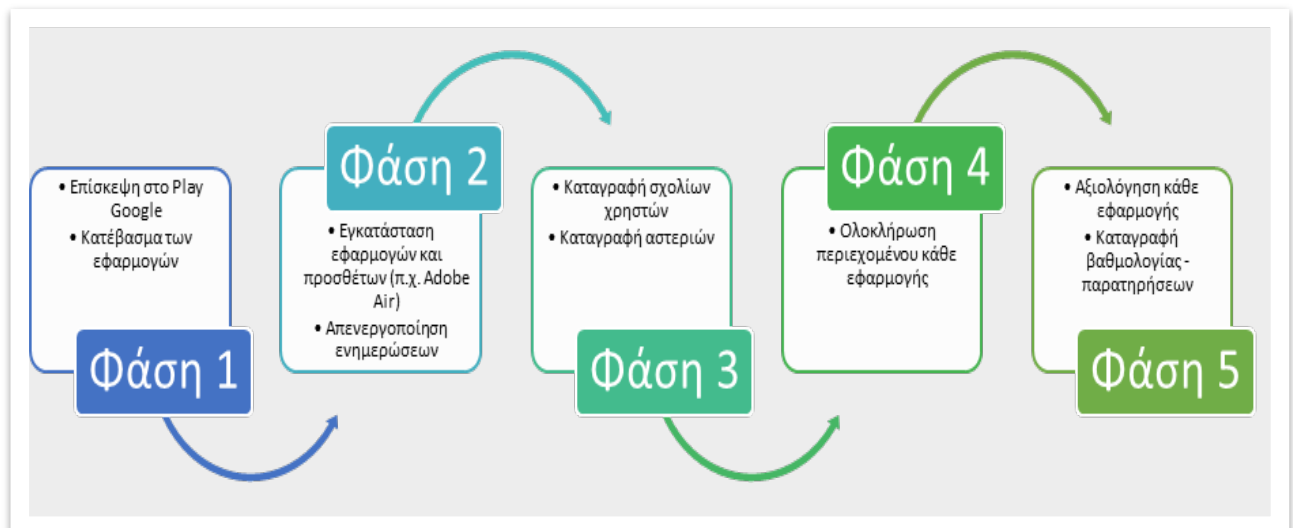 • Επίσκεψη στο Play
Google
• Κατέβασμα των
εφαρμογών
Φάση 1
Φάση 2
• Εγκατάσταση
εφαρμογών και
προσθέτων (π.χ. Adobe
Air)
• Απενεργοποίηση
ενημερώσεων
• Καταγραφή σχολίων
χρηστών
• Καταγραφή αστεριών
Φάση 3
Φάση 4
• Ολοκλήρωση
περιεχομένου κάθε
εφαρμογής
• Αξιολόγηση κάθε
εφαρμογής
• Καταγραφή
βαθμολογίας -
παρατηρήσεων
Φάση 5